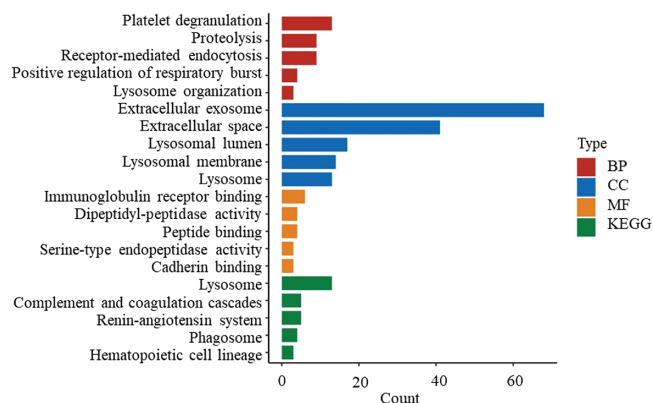 Platelet degranulation
Proteolysis
Receptor-mediated endocytosis
Positive regulation of respiratory burst
Lysosome organization
Extracellular exosome
Extracellular space
Lysosomal lumen
Lysosomal membrane
Lysosome
Immunoglobulin receptor binding
Dipeptidyl-peptidase activity
Peptide binding
Serine-type endopeptidase activity
Cadherin binding
Lysosome
Complement and coagulation cascades
Renin-angiotensin system
Phagosome
Hematopoietic cell lineage
0 20 40 60
Count
Type
BP
CC
MF
KEGG